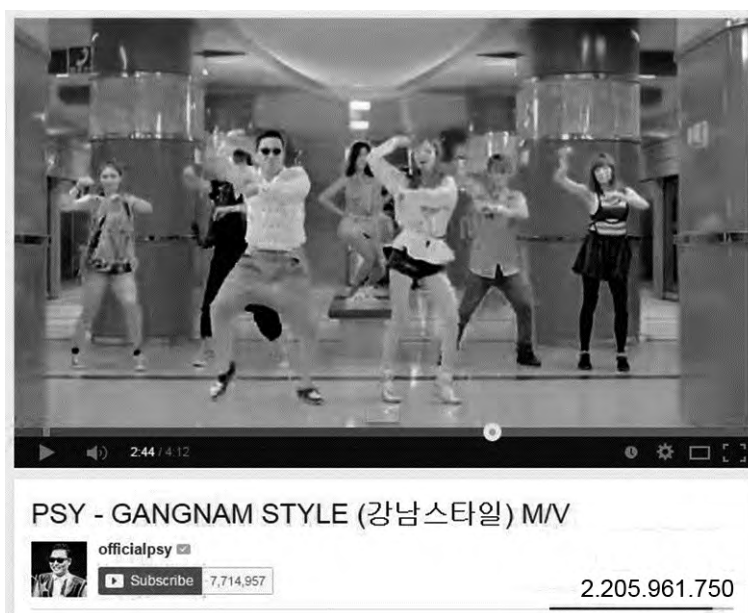 2:44 / 4:12
PSY - GANGNAM STYLE (강남스타일) M/V
officialpsy
Subscribe 7,714,957
2.205.961.750